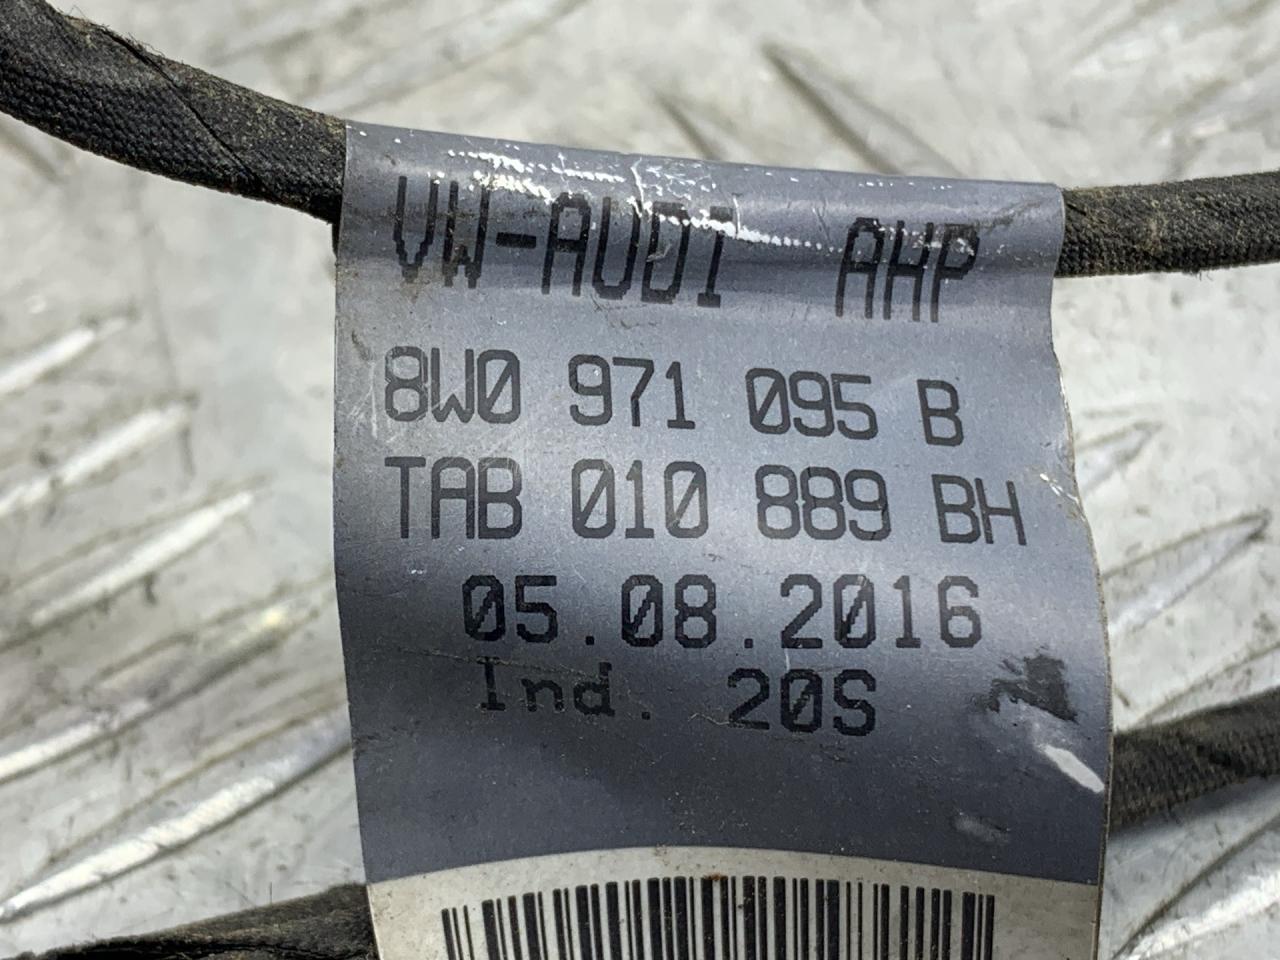 VW-AUDI AHP
8W0 971 095 B
TAB 010 889 BH
05.08.2016
Ind. 20S